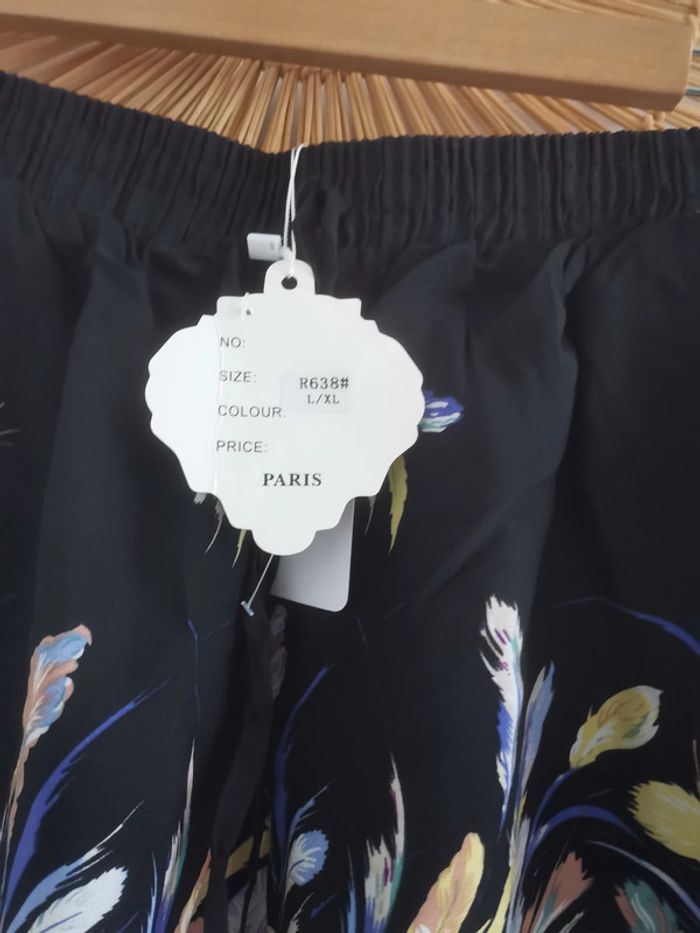 NO:
SIZE: R638#
L/XL
COLOUR:
PRICE:
PARIS